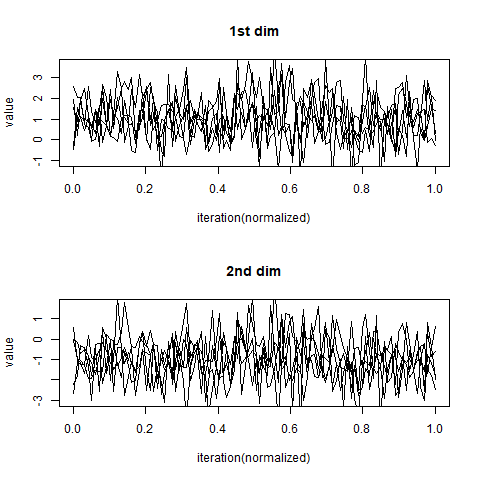 1st dim
value
3
2
1
0
-1
0.0 0.2 0.4 0.6 0.8 1.0
iteration(normalized)
2nd dim
value
1
-1
-3
0.0 0.2 0.4 0.6 0.8 1.0
iteration(normalized)